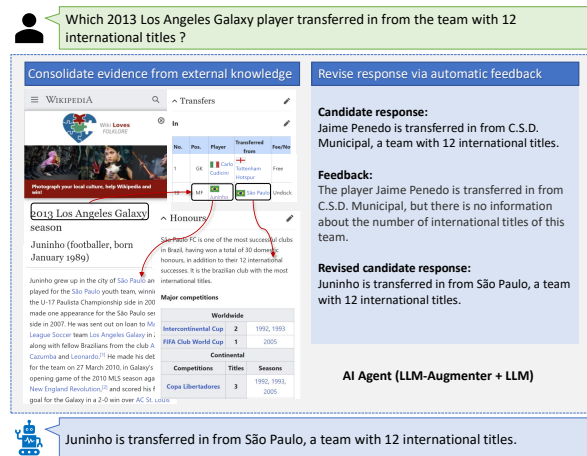 Which 2013 Los Angeles Galaxy player transferred in from the team with 12
international titles ?
Consolidate evidence from external knowledge
WIKIPEDIA
Wiki Loves
FOLKLORE
Photograph your local culture, help Wikipedia and
win!
2013 Los Angeles Galaxy
season
Juninho (footballer, born
January 1989)
Juninho grew up in the city of São Paulo an
played for the São Paulo youth team, winni
the U-17 Paulista Championship side in 200
made one appearance for the São Paulo se
side in 2007. He was sent out on loan to Ma
League Soccer team Los Angeles Galaxy in 2
along with fellow Brazilians from the club A
Cazumba and Leonardo.[1] He made his deb
for the team on 27 March 2010, in Galaxy's
opening game of the 2010 MLS season aga
New England Revolution,[2] and scored his f
goal for the Galaxy in a 2-0 win over AC St. Louis
Transfers
In
No. Pos. Player Transferred from Fee/No
1 GK Carlo Cudicini Tottenham Hotspur Free
MF Juninho São Paulo Undock
Honours
São Paulo FC is one of the most successful clubs
in Brazil, having won a total of 30 domestic
honours, in addition to their 12 international
successes. It is the brazilian club with the most
international titles.
Major competitions
Worldwide
Intercontinental Cup 2 1992, 1993
FIFA Club World Cup 1 2005
Continental
Competitions Titles Seasons
Copa Libertadores 3 1992, 1993, 2005
Revise response via automatic feedback
Candidate response:
Jaime Penedo is transferred in from C.S.D.
Municipal, a team with 12 international titles.
Feedback:
The player Jaime Penedo is transferred in from
C.S.D. Municipal, but there is no information
about the number of international titles of this
team.
Revised candidate response:
Juninho is transferred in from São Paulo, a team
with 12 international titles.
AI Agent (LLM-Augmenter + LLM)
Juninho is transferred in from São Paulo, a team with 12 international titles.